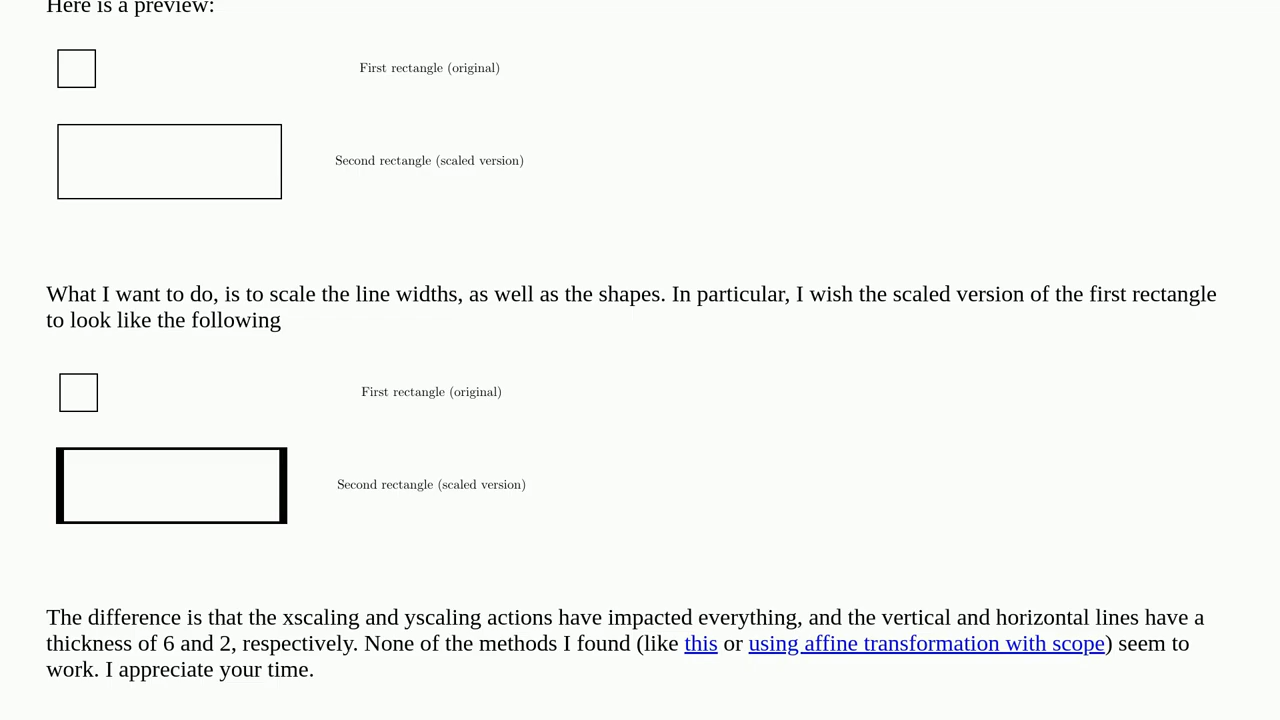 Here is a preview:
First rectangle (original)
Second rectangle (scaled version)
What I want to do, is to scale the line widths, as well as the shapes. In particular, I wish the scaled version of the first rectangle
to look like the following
First rectangle (original)
Second rectangle (scaled version)
The difference is that the xscaling and yscaling actions have impacted everything, and the vertical and horizontal lines have a
thickness of 6 and 2, respectively. None of the methods I found (like this or using affine transformation with scope) seem to
work. I appreciate your time.